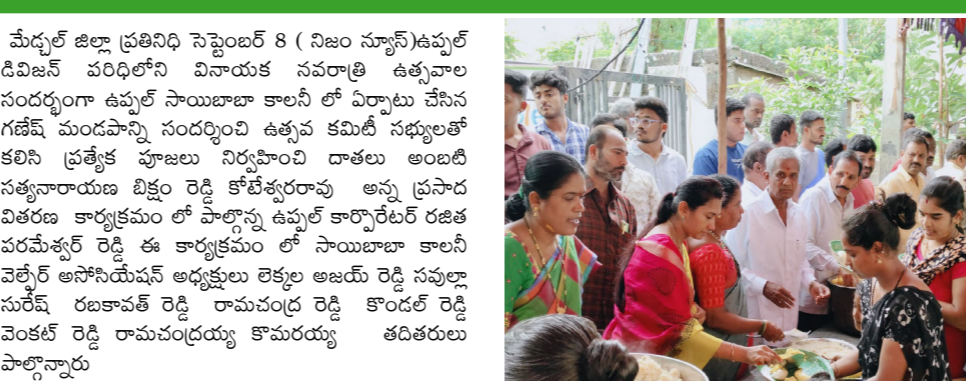 మేడ్చల్ జిల్లా ప్రతినిధి సెప్టెంబర్ 8 ( నిజం న్యూస్)ఉప్పల్
డివిజన్ పరిధిలోని వినాయక నవరాత్రి ఉత్సవాల
సందర్భంగా ఉప్పల్ సాయిబాబా కాలనీ లో ఏర్పాటు చేసిన
గణేష్ మండపాన్ని సందర్శించి ఉత్సవ కమిటీ సభ్యులతో
కలిసి ప్రత్యేక పూజలు నిర్వహించి దాతలు అంబటి
సత్యనారాయణ బిక్షం రెడ్డి కోటేశ్వరరావు అన్న ప్రసాద
వితరణ కార్యక్రమం లో పాల్గొన్న ఉప్పల్ కార్పొరేటర్ రజిత
పరమేశ్వర్ రెడ్డి ఈ కార్యక్రమం లో సాయిబాబా కాలనీ
వెల్ఫేర్ అసోసియేషన్ అధ్యక్షులు లెక్కల అజయ్ రెడ్డి సవుల్లా
సురేష్ రబకావత్ రెడ్డి రామచంద్ర రెడ్డి కొండల్ రెడ్డి
వెంకట్ రెడ్డి రామచంద్రయ్య కొమరయ్య తదితరులు
పాల్గొన్నారు